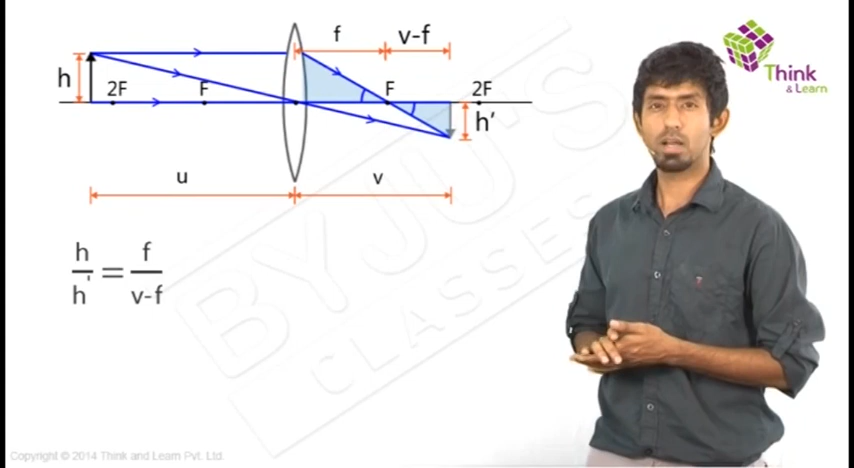 f
v-f
h
2F
F
F
2F
h'
u
v
h/h' = f/v-f
Think
& Learn
BYJU'S
CLASSES
Copyright © 2014 Think and Learn Pvt. Ltd.